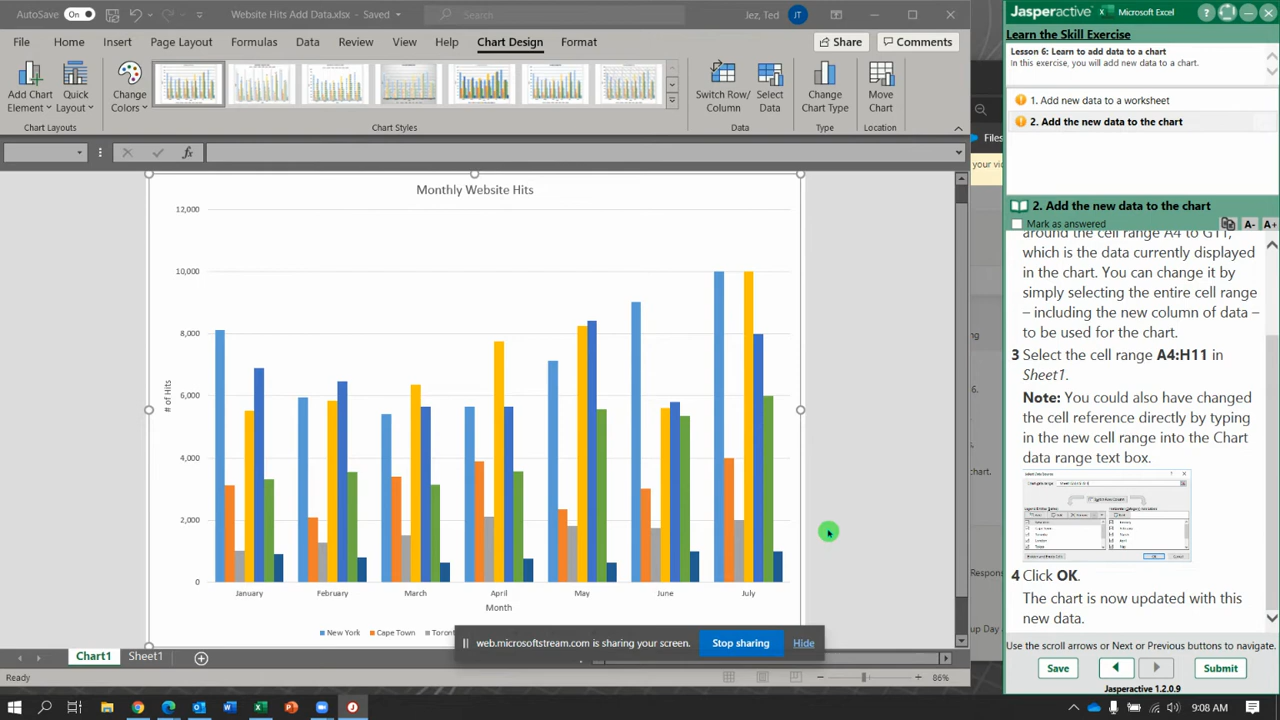 AutoSave On
Website Hits Add Data.xlsx - Saved
Search
Jez, Ted
JT
File Home Insert Page Layout Formulas Data Review View Help Chart Design Format
Share Comments
Add Chart Element
Quick Layout
Change Colors
Switch Row/ Column
Select Data
Change Chart Type
Move Chart
Chart Layouts
Chart Styles
Data
Type
Location
fx
Monthly Website Hits
12,000
10,000
8,000
6,000
4,000
2,000
0
# of Hits
January February March April May June July
Month
New York Cape Town
web.microsoftstream.com is sharing your screen. Stop sharing Hide
Chart1 Sheet1
Ready
86%
Files
your
Jasperactive Microsoft Excel
Learn the Skill Exercise
Lesson 6: Learn to add data to a chart
In this exercise, you will add new data to a chart.
1. Add new data to a worksheet
2. Add the new data to the chart
2. Add the new data to the chart
Mark as answered
A- A+
around the cell range A4 to G11,
which is the data currently displayed
in the chart. You can change it by
simply selecting the entire cell range
– including the new column of data –
to be used for the chart.
3 Select the cell range A4:H11 in
Sheet1.
Note: You could also have changed
the cell reference directly by typing
in the new cell range into the Chart
data range text box.
4 Click OK.
The chart is now updated with this
new data.
Use the scroll arrows or Next or Previous buttons to navigate.
Save Submit
Jasperactive 1.2.0.9
9:08 AM